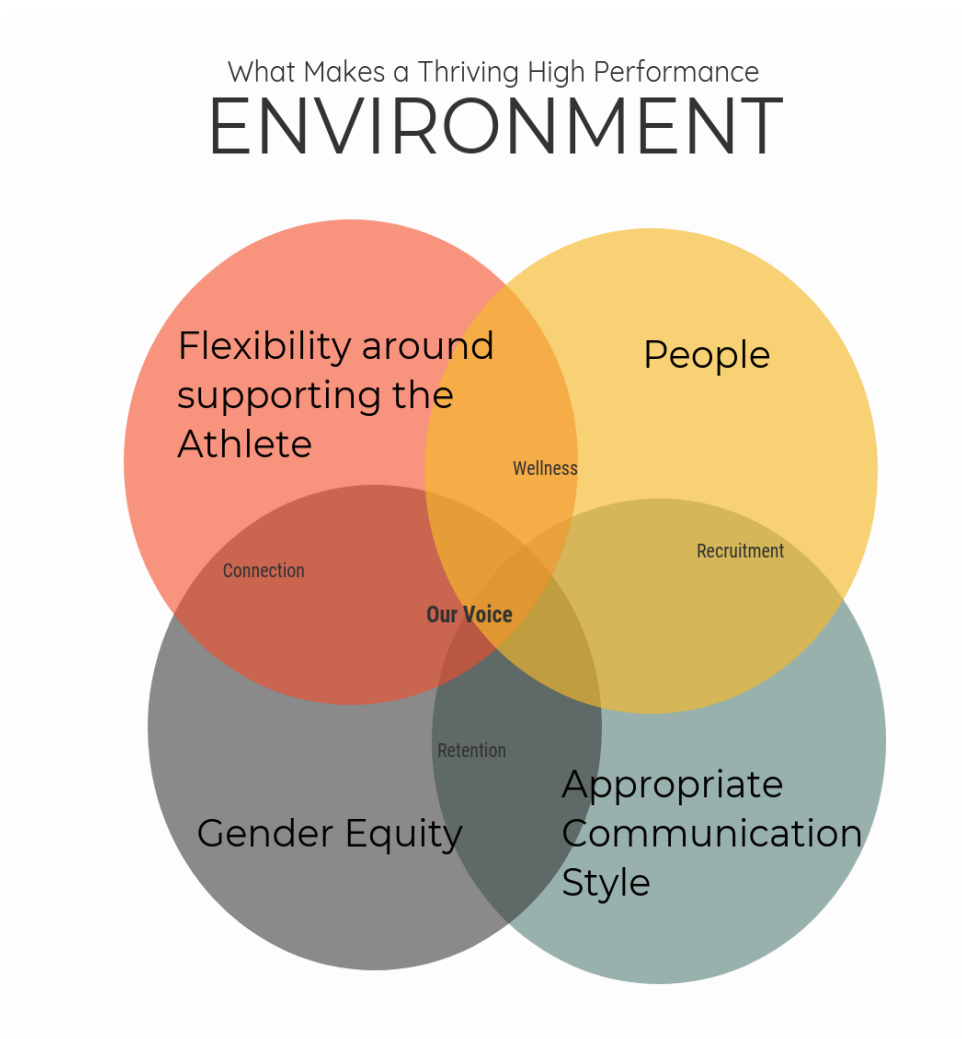 What Makes a Thriving High Performance
ENVIRONMENT
Flexibility around
supporting the
Athlete
People
Wellness
Recruitment
Connection
Our Voice
Retention
Gender Equity
Appropriate
Communication
Style